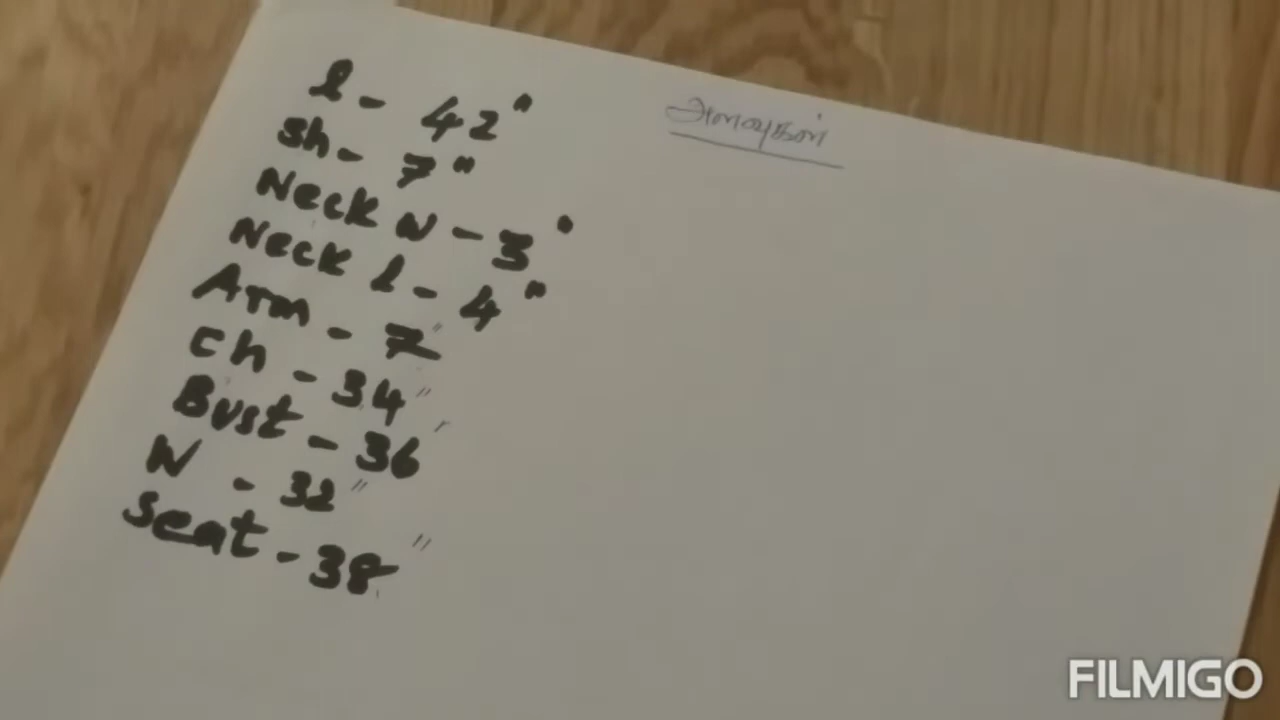 அளவுகள்
l - 42"
Sh - 7"
Neck W - 3"
Neck l - 4"
Arm - 7"
Ch - 34"
Bust - 36"
W - 32"
Seat - 38"
FILMIGO